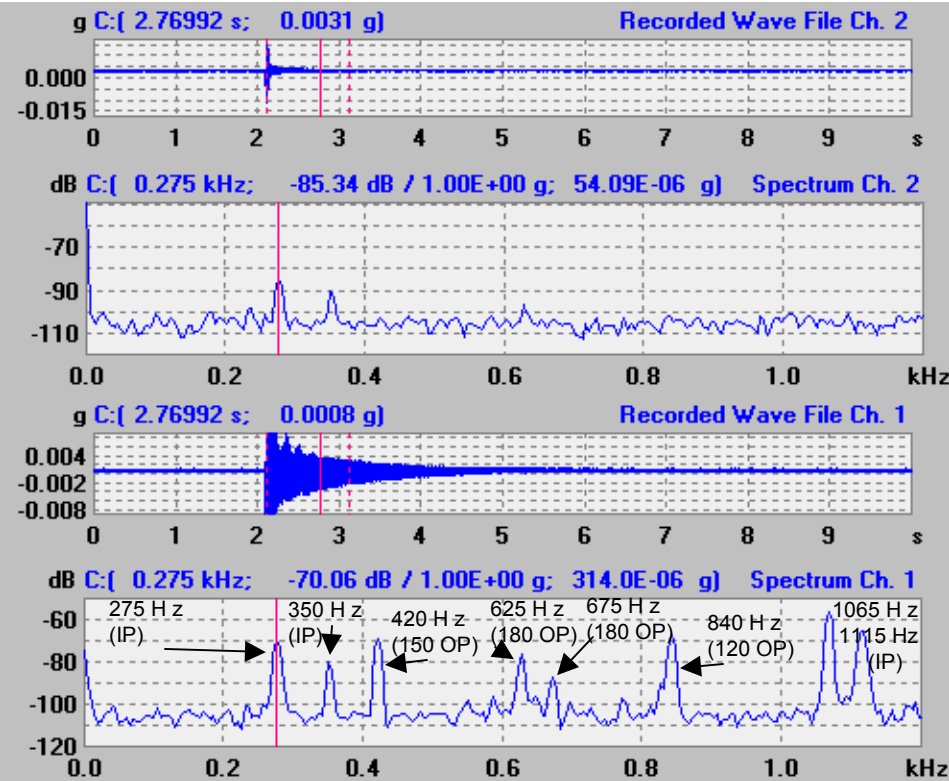 g C:( 2.76992 s; 0.0031 g) Recorded Wave File Ch. 2
0.000
-0.015
0 1 2 3 4 5 6 7 8 9 s
dB C:( 0.275 kHz; -85.34 dB / 1.00E+00 g; 54.09E-06 g) Spectrum Ch. 2
-70
-90
-110
0.0 0.2 0.4 0.6 0.8 1.0 kHz
g C:( 2.76992 s; 0.0008 g) Recorded Wave File Ch. 1
0.004
-0.002
-0.008
0 1 2 3 4 5 6 7 8 9 s
dB C:( 0.275 kHz; -70.06 dB / 1.00E+00 g; 314.0E-06 g) Spectrum Ch. 1
-60
-80
-100
-120
275 H z
(IP)
350 H z
(IP)
420 H z
(150 OP)
625 H z
(180 OP)
675 H z
(180 OP)
840 H z
(120 OP)
1065 H z
1115 Hz
(IP)
0.0 0.2 0.4 0.6 0.8 1.0 kHz